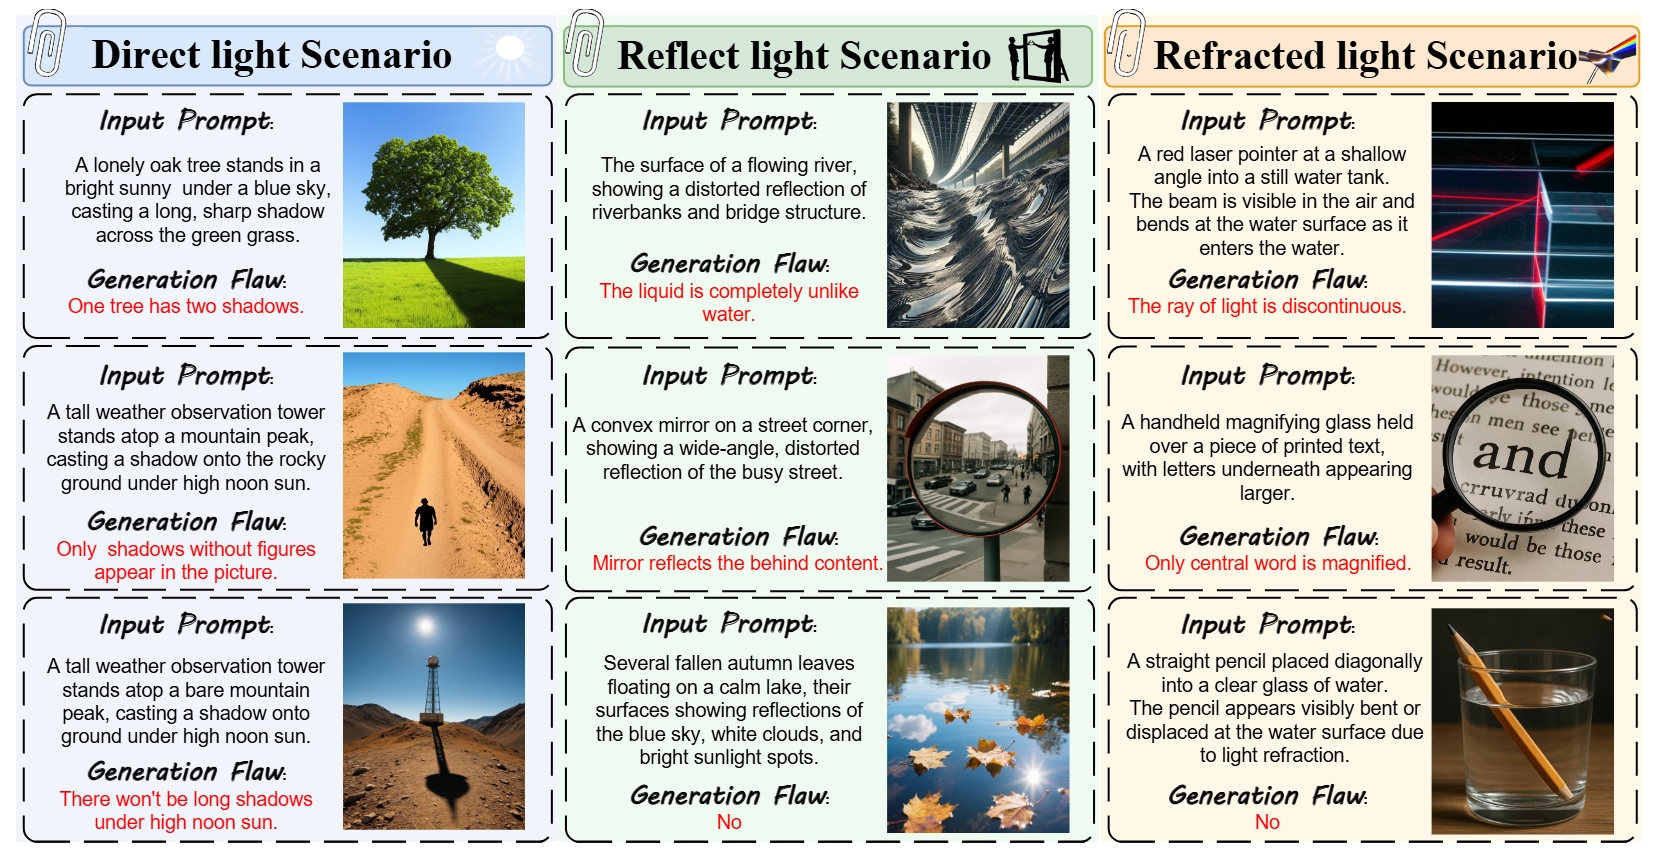 Direct light Scenario
Input Prompt:
A lonely oak tree stands in a
bright sunny under a blue sky,
casting a long, sharp shadow
across the green grass.
Generation Flaw:
One tree has two shadows.
Input Prompt:
A tall weather observation tower
stands atop a mountain peak,
casting a shadow onto the rocky
ground under high noon sun.
Generation Flaw:
Only shadows without figures
appear in the picture.
Input Prompt:
A tall weather observation tower
stands atop a bare mountain
peak, casting a shadow onto
ground under high noon sun.
Generation Flaw:
There won't be long shadows
under high noon sun.
Reflect light Scenario
Input Prompt:
The surface of a flowing river,
showing a distorted reflection of
riverbanks and bridge structure.
Generation Flaw:
The liquid is completely unlike
water.
Input Prompt:
A convex mirror on a street corner,
showing a wide-angle, distorted
reflection of the busy street.
Generation Flaw:
Mirror reflects the behind content.
Input Prompt:
Several fallen autumn leaves
floating on a calm lake, their
surfaces showing reflections of
the blue sky, white clouds, and
bright sunlight spots.
Generation Flaw:
No
Refracted light Scenario
Input Prompt:
A red laser pointer at a shallow
angle into a still water tank.
The beam is visible in the air and
bends at the water surface as it
enters the water.
Generation Flaw:
The ray of light is discontinuous.
Input Prompt:
A handheld magnifying glass held
over a piece of printed text,
with letters underneath appearing
larger.
Generation Flaw:
Only central word is magnified.
However, intention
would those
men see
and
these
would be those
result.
Input Prompt:
A straight pencil placed diagonally
into a clear glass of water.
The pencil appears visibly bent or
displaced at the water surface due
to light refraction.
Generation Flaw:
No